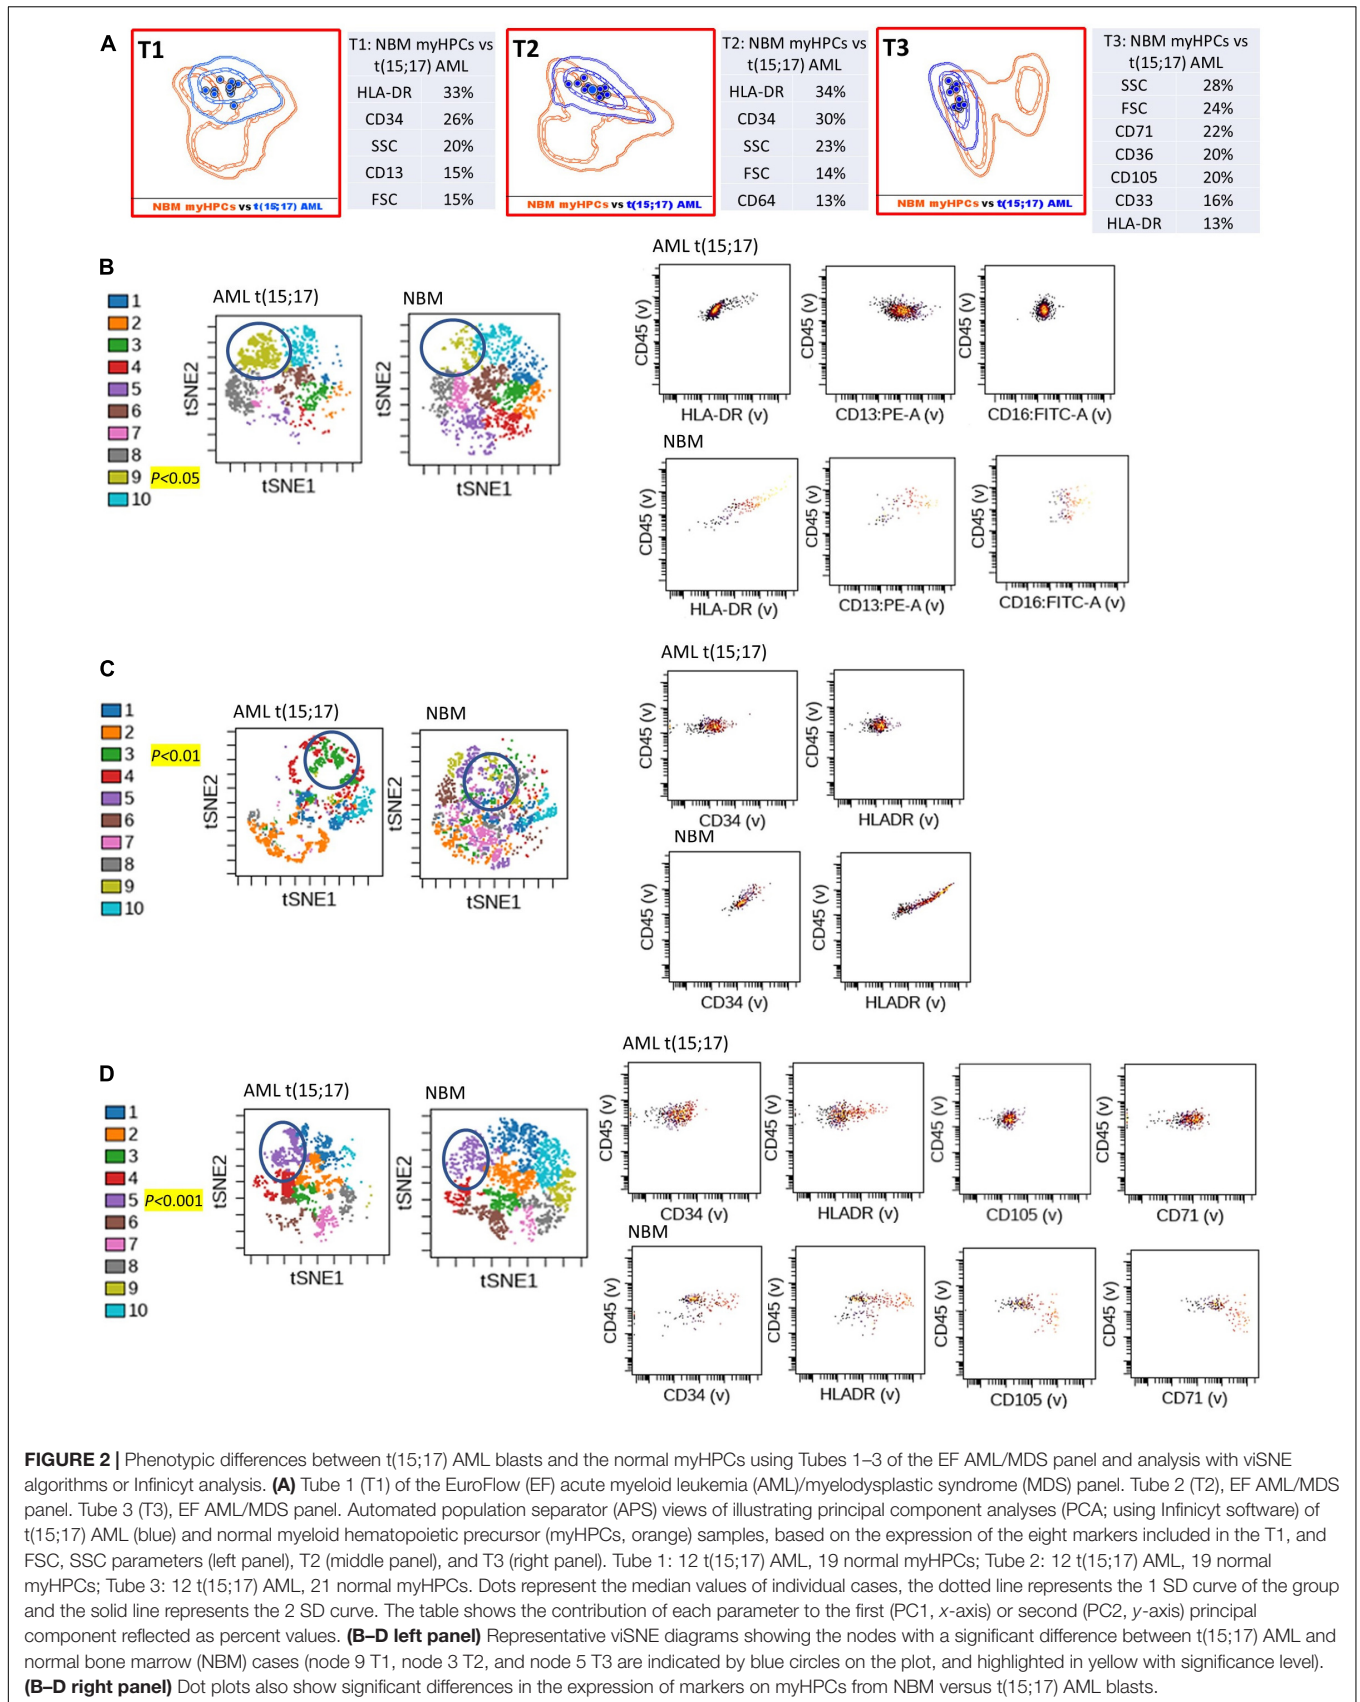 A
T1
NBM myHPCs vs t(15;17) AML
T1: NBM myHPCs vs
t(15;17) AML
HLA-DR 33%
CD34 26%
SSC 20%
CD13 15%
FSC 15%
T2
NBM myHPCs vs t(15;17) AML
T2: NBM myHPCs vs
t(15;17) AML
HLA-DR 34%
CD34 30%
SSC 23%
FSC 14%
CD64 13%
T3
NBM myHPCs vs t(15;17) AML
T3: NBM myHPCs vs
t(15;17) AML
SSC 28%
FSC 24%
CD71 22%
CD36 20%
CD105 20%
CD33 16%
HLA-DR 13%
B
1
2
3
4
5
6
7
8
9 P<0.05
10
AML t(15;17)
tSNE2
tSNE1
NBM
tSNE2
tSNE1
AML t(15;17)
CD45 (v)
HLA-DR (v)
CD45 (v)
CD13:PE-A (v)
CD45 (v)
CD16:FITC-A (v)
NBM
CD45 (v)
HLA-DR (v)
CD45 (v)
CD13:PE-A (v)
CD45 (v)
CD16:FITC-A (v)
C
1
2
3 P<0.01
4
5
6
7
8
9
10
AML t(15;17)
tSNE2
tSNE1
NBM
tSNE2
tSNE1
AML t(15;17)
CD45 (v)
CD34 (v)
CD45 (v)
HLADR (v)
NBM
CD45 (v)
CD34 (v)
CD45 (v)
HLADR (v)
D
1
2
3
4
5 P<0.001
6
7
8
9
10
AML t(15;17)
tSNE2
tSNE1
NBM
tSNE2
tSNE1
AML t(15;17)
CD45 (v)
CD34 (v)
CD45 (v)
HLADR (v)
CD45 (v)
CD105 (v)
CD45 (v)
CD71 (v)
NBM
CD45 (v)
CD34 (v)
CD45 (v)
HLADR (v)
CD45 (v)
CD105 (v)
CD45 (v)
CD71 (v)
FIGURE 2 | Phenotypic differences between t(15;17) AML blasts and the normal myHPCs using Tubes 1–3 of the EF AML/MDS panel and analysis with viSNE
algorithms or Infinicyt analysis. (A) Tube 1 (T1) of the EuroFlow (EF) acute myeloid leukemia (AML)/myelodysplastic syndrome (MDS) panel. Tube 2 (T2), EF AML/MDS
panel. Tube 3 (T3), EF AML/MDS panel. Automated population separator (APS) views of illustrating principal component analyses (PCA; using Infinicyt software) of
t(15;17) AML (blue) and normal myeloid hematopoietic precursor (myHPCs, orange) samples, based on the expression of the eight markers included in the T1, and
FSC, SSC parameters (left panel), T2 (middle panel), and T3 (right panel). Tube 1: 12 t(15;17) AML, 19 normal myHPCs; Tube 2: 12 t(15;17) AML, 19 normal
myHPCs; Tube 3: 12 t(15;17) AML, 21 normal myHPCs. Dots represent the median values of individual cases, the dotted line represents the 1 SD curve of the group
and the solid line represents the 2 SD curve. The table shows the contribution of each parameter to the first (PC1, x-axis) or second (PC2, y-axis) principal
component reflected as percent values. (B–D left panel) Representative viSNE diagrams showing the nodes with a significant difference between t(15;17) AML and
normal bone marrow (NBM) cases (node 9 T1, node 3 T2, and node 5 T3 are indicated by blue circles on the plot, and highlighted in yellow with significance level).
(B–D right panel) Dot plots also show significant differences in the expression of markers on myHPCs from NBM versus t(15;17) AML blasts.